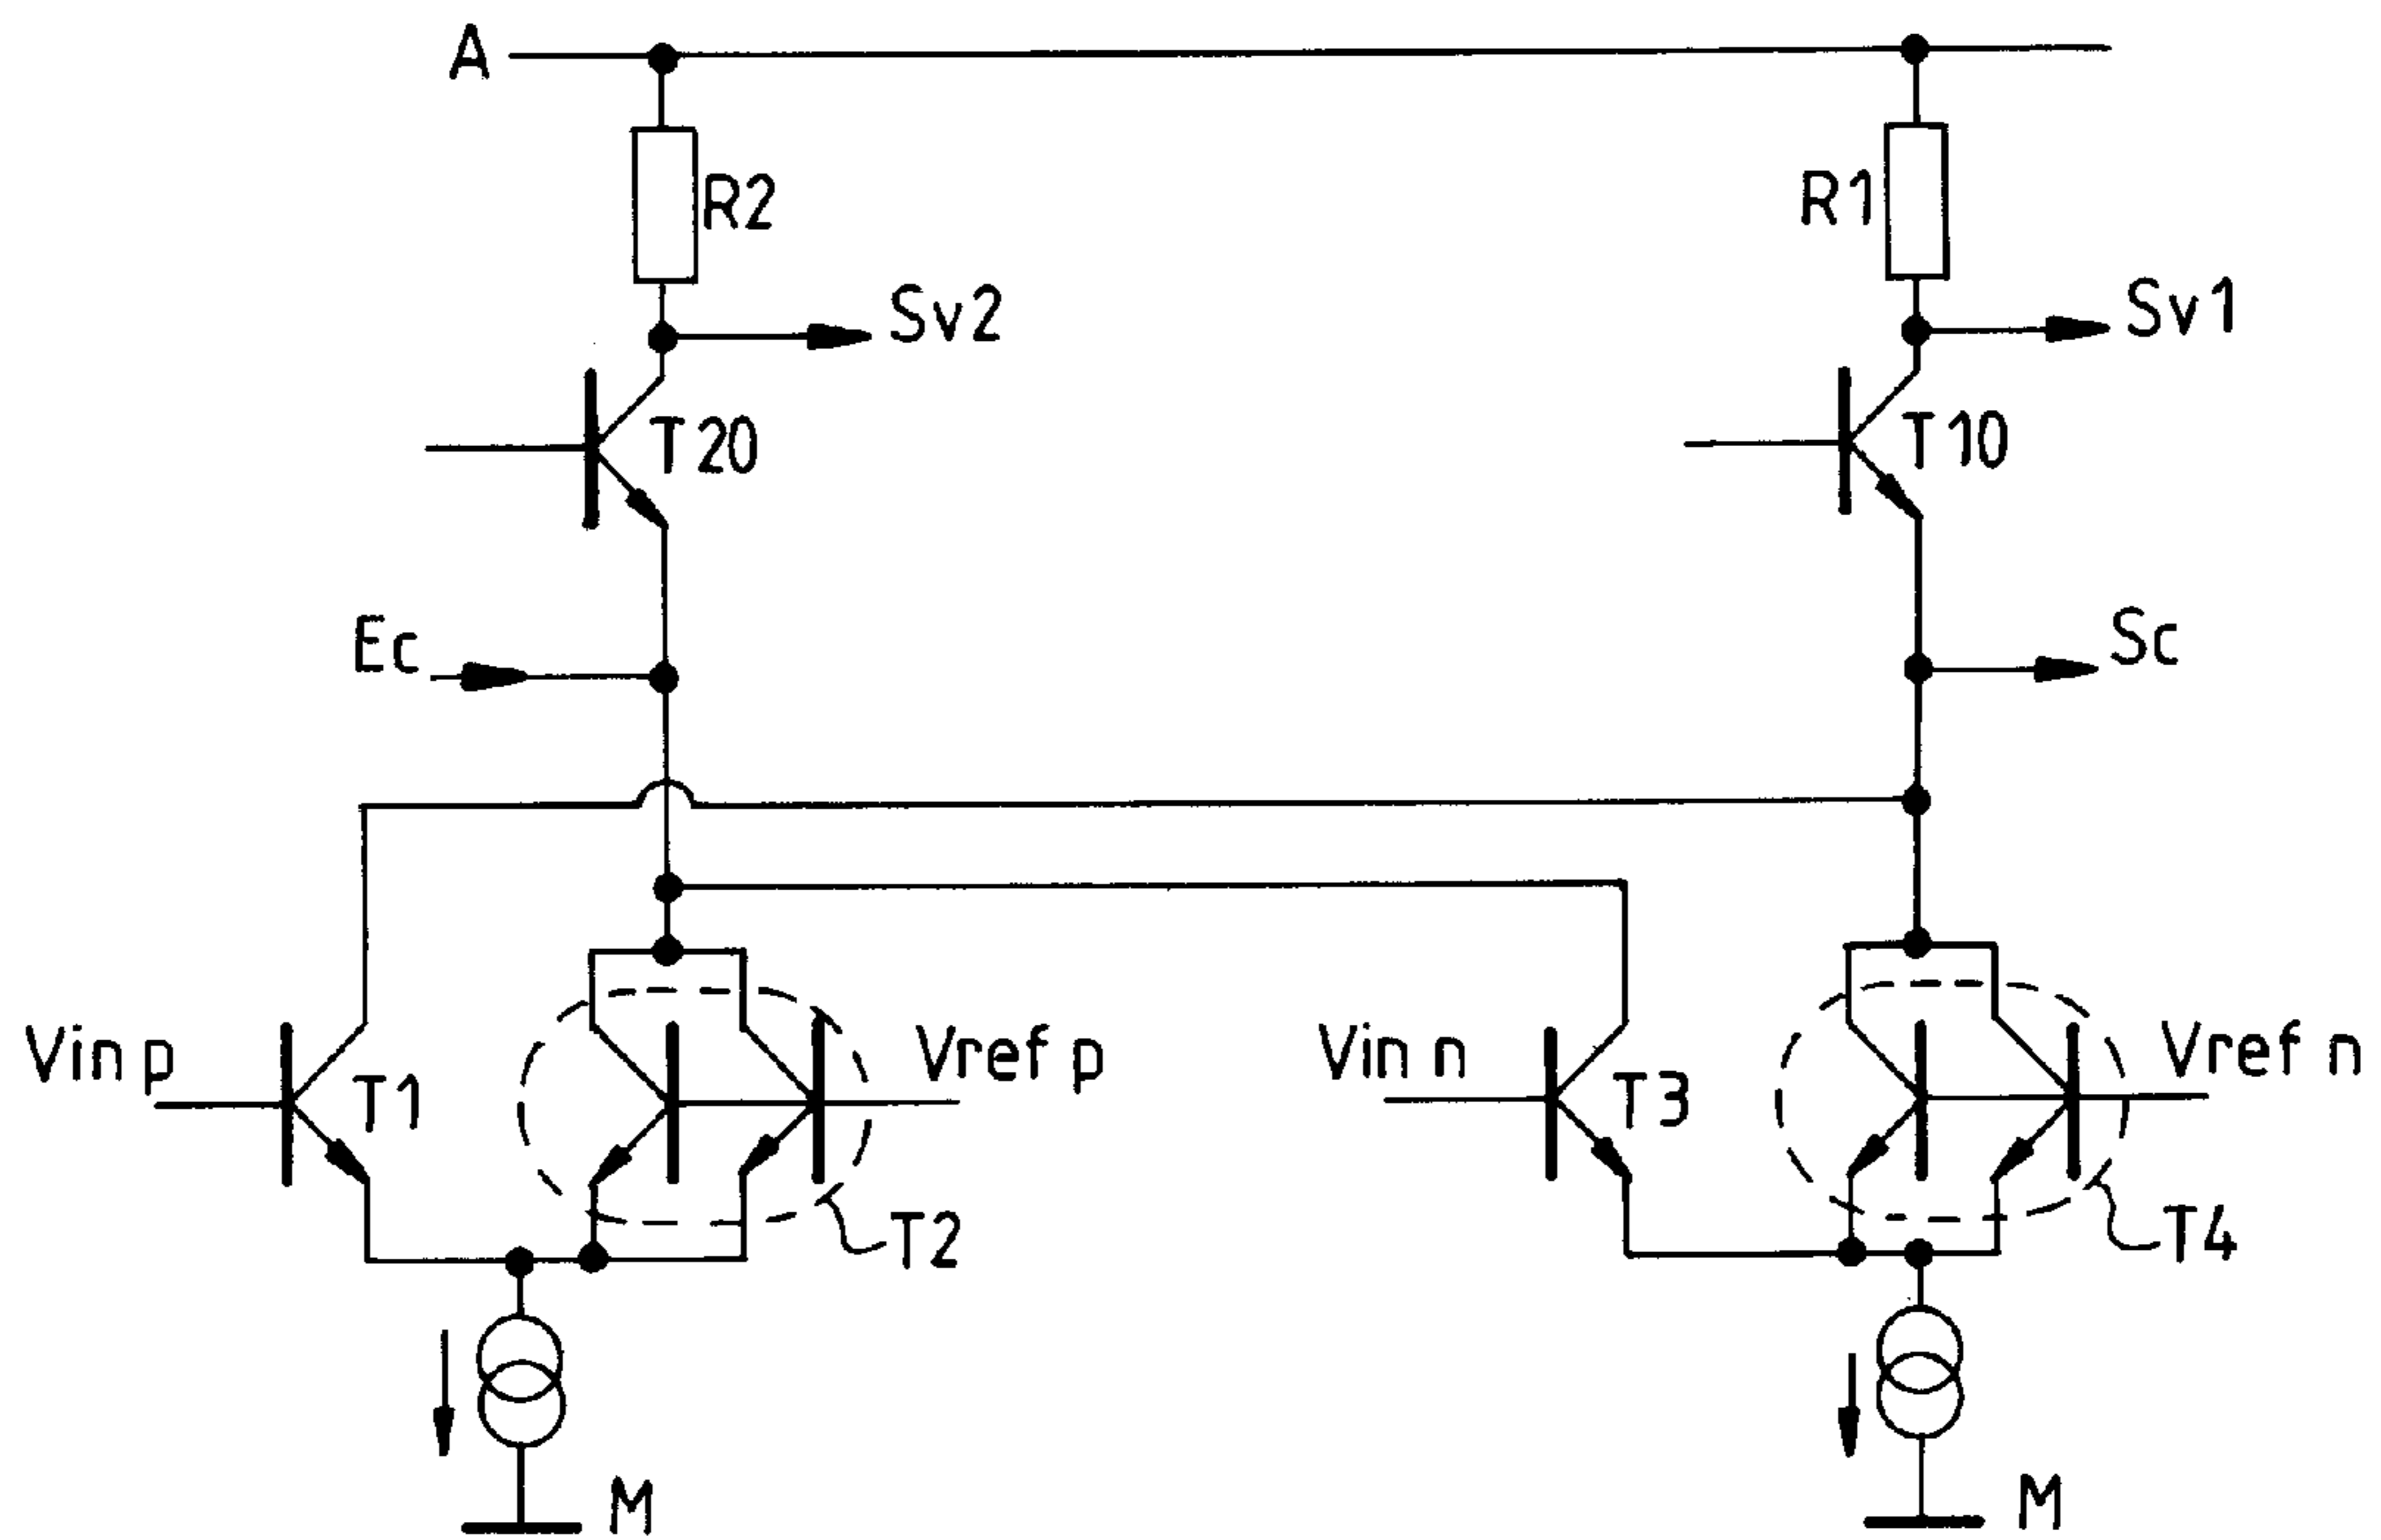 A
R2
R1
Sv2
Sv1
T20
T10
Ec
Sc
Vin p
T1
Vref p
Vin n
T3
Vref n
T2
T4
M
M